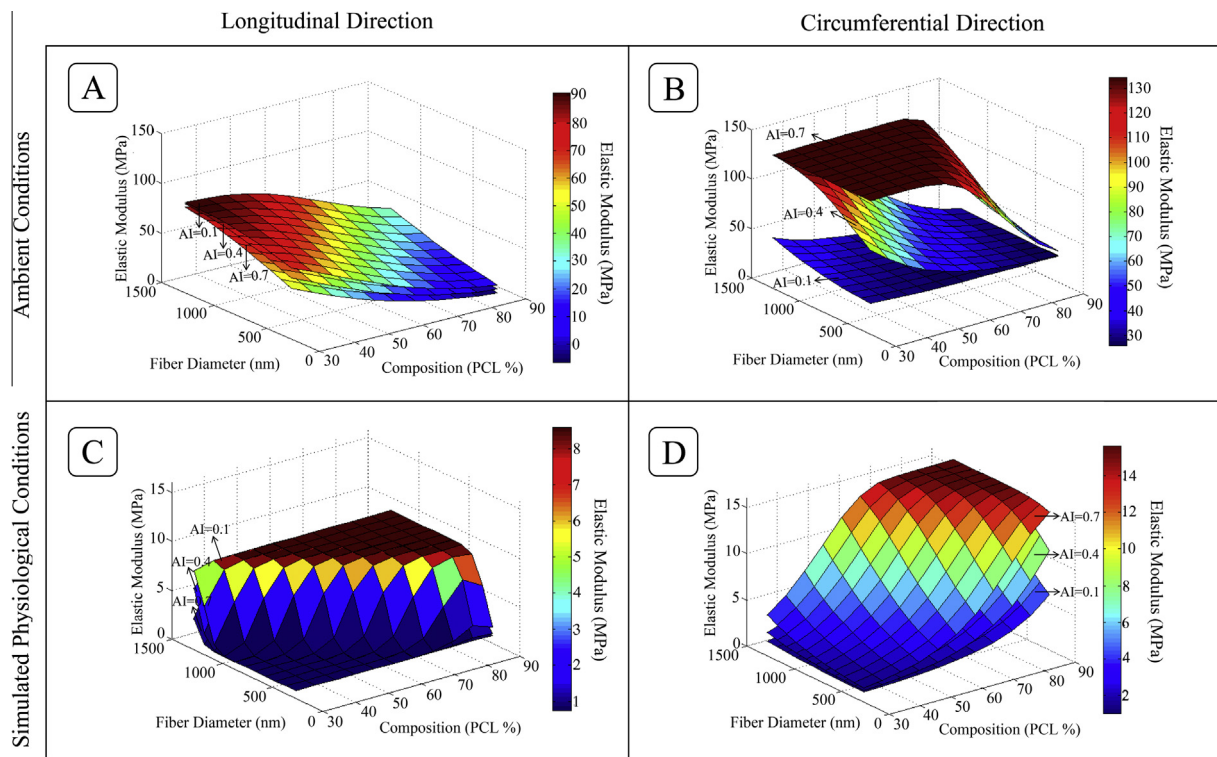 Longitudinal Direction
Circumferential Direction
Ambient Conditions
Simulated Physiological Conditions
A
Elastic Modulus (MPa)
150
100
50
0
1500
1000
500
0
Fiber Diameter (nm)
30
40
50
60
70
80
90
Composition (PCL %)
AI=0.1
AI=0.4
AI=0.7
90
80
70
60
50
40
30
20
10
0
Elastic Modulus (MPa)
B
Elastic Modulus (MPa)
150
100
50
0
1500
1000
500
0
Fiber Diameter (nm)
30
40
50
60
70
80
90
Composition (PCL %)
AI=0.7
AI=0.4
AI=0.1
130
120
110
100
90
80
70
60
50
40
30
Elastic Modulus (MPa)
C
Elastic Modulus (MPa)
15
10
5
0
1500
1000
500
0
Fiber Diameter (nm)
30
40
50
60
70
80
90
Composition (PCL %)
AI=0.1
AI=0.4
8
7
6
5
4
3
2
1
Elastic Modulus (MPa)
D
Elastic Modulus (MPa)
15
10
5
0
1500
1000
500
0
Fiber Diameter (nm)
30
40
50
60
70
80
90
Composition (PCL %)
AI=0.7
AI=0.4
AI=0.1
14
12
10
8
6
4
2
Elastic Modulus (MPa)